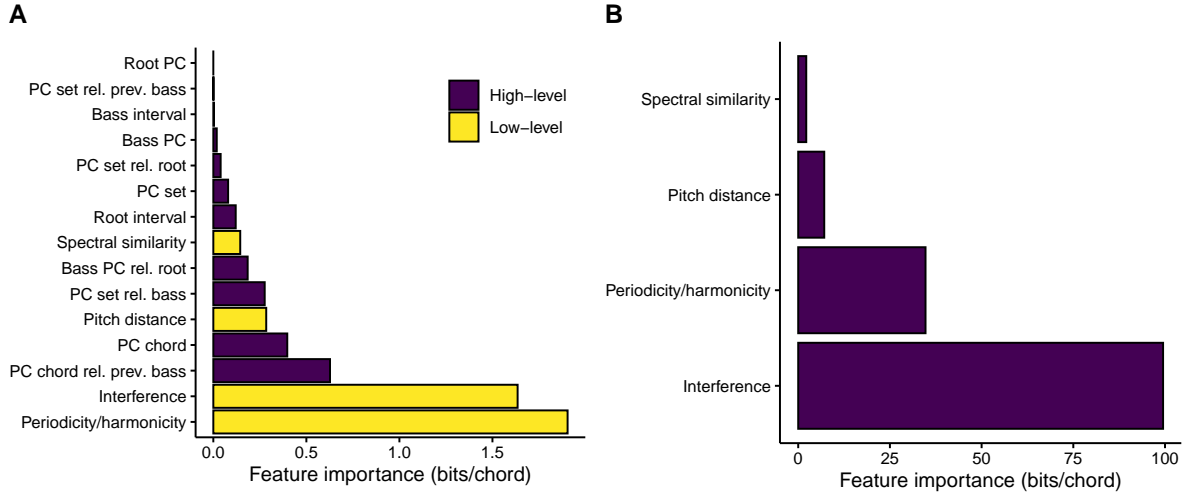 A
Root PC
PC set rel. prev. bass
Bass interval
Bass PC
PC set rel. root
PC set
Root interval
Spectral similarity
Bass PC rel. root
PC set rel. bass
Pitch distance
PC chord
PC chord rel. prev. bass
Interference
Periodicity/harmonicity
High−level
Low−level
0.0 0.5 1.0 1.5
Feature importance (bits/chord)
B
Spectral similarity
Pitch distance
Periodicity/harmonicity
Interference
0 25 50 75 100
Feature importance (bits/chord)